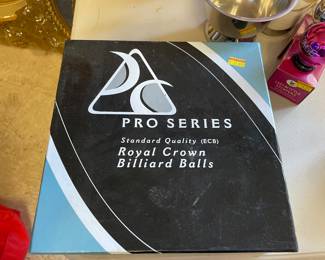 PRO SERIES
Standard Quality (ECB)
Royal Crown
Billiard Balls